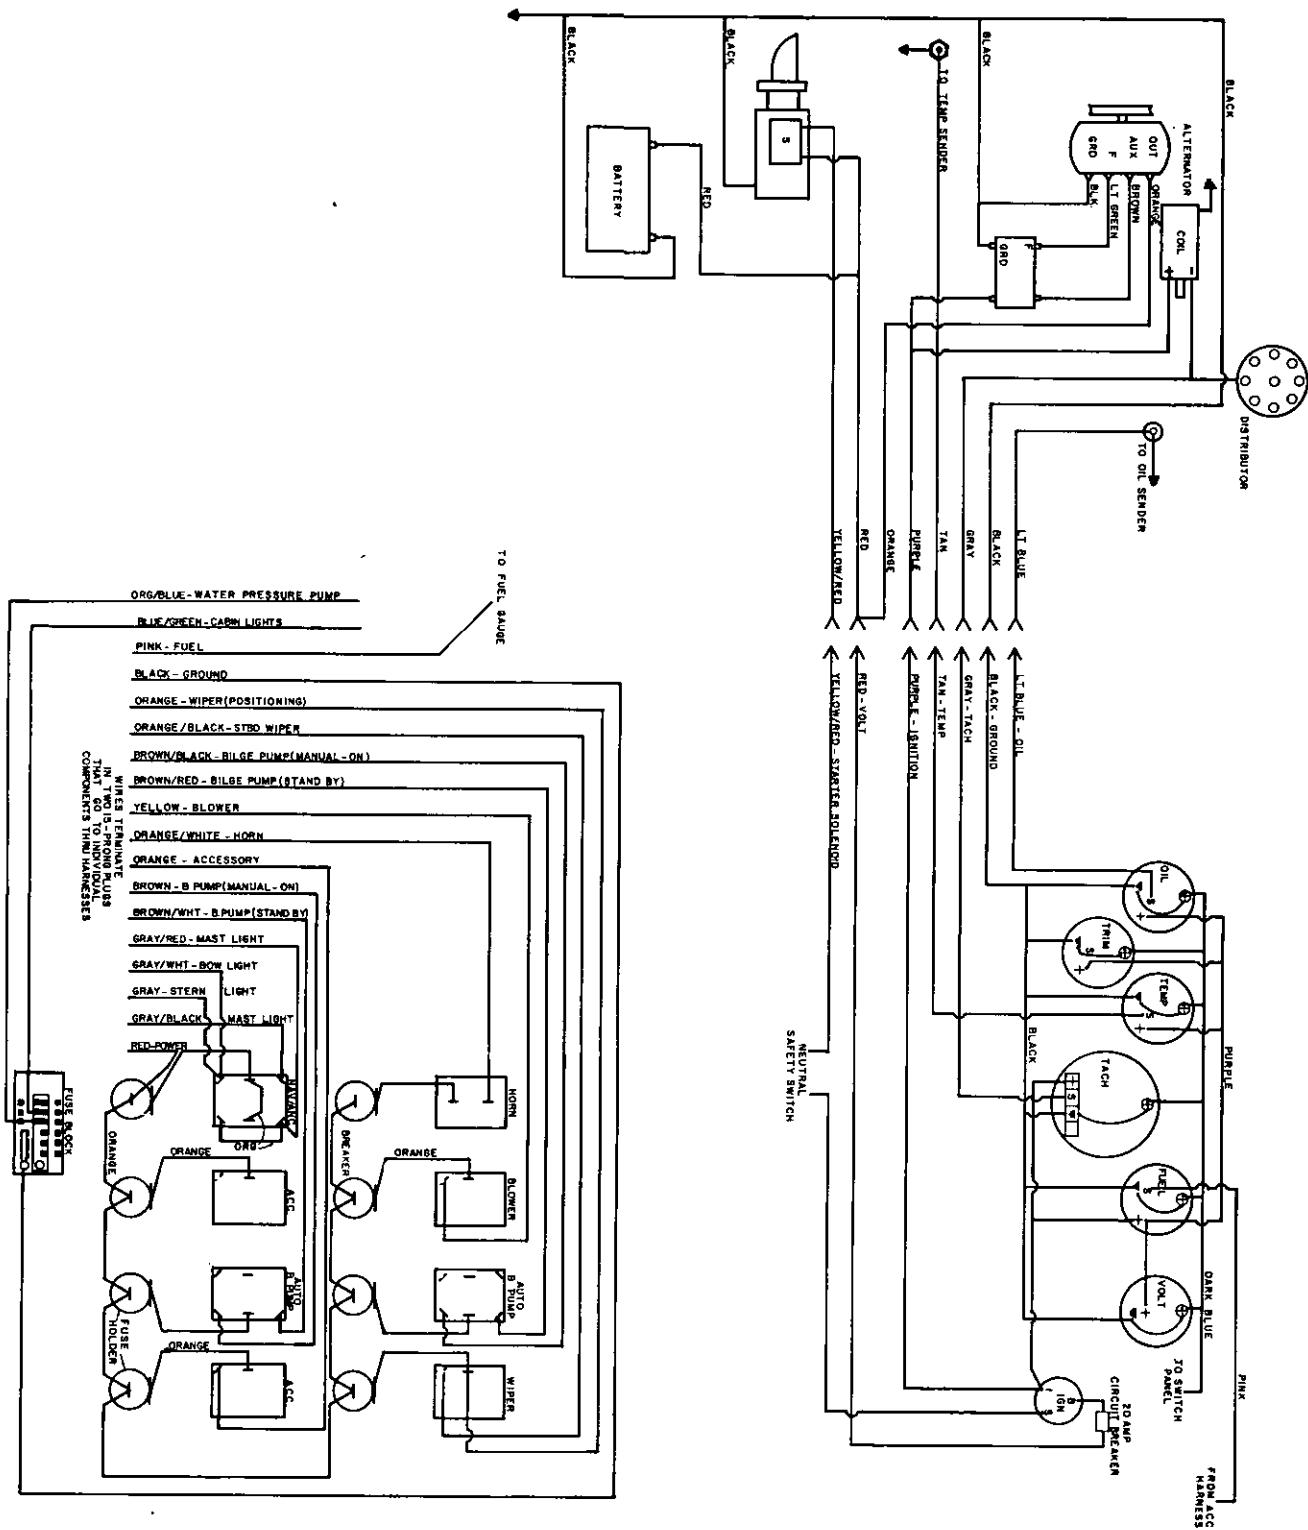 BLACK
BLACK
BLACK
BLACK
TO TEMP SENDER
ALTERNATOR
OUT
AUX
F
GRD
ORANGE
BROWN
LT GREEN
BLK
COIL
+
-
F
GRD
S
BATTERY
RED
DISTRIBUTOR
TO OIL SENDER
YELLOW/RED
RED
ORANGE
PURPLE
TAN
GRAY
BLACK
LT BLUE
YELLOW/RED-STARTER SOLENOID
RED-VOLT
PURPLE-IGNITION
TAN-TEMP
GRAY-TACH
BLACK-GROUND
LT BLUE - OIL
OIL
S
+
TRIM
S
+
TEMP
S
+
TACH
S
BLACK
PURPLE
FUEL
S
+
VOLT
+
DARK BLUE
PINK
TO SWITCH
PANEL
FROM ACC
HARNESS
20 AMP
CIRCUIT BREAKER
B
IGN
I
S
NEUTRAL
SAFETY SWITCH
TO FUEL GAUGE
ORG/BLUE-WATER PRESSURE PUMP
BLUE/GREEN-CABIN LIGHTS
PINK - FUEL
BLACK - GROUND
ORANGE - WIPER(POSITIONING)
ORANGE/BLACK-STBD WIPER
BROWN/BLACK-BILGE PUMP(MANUAL-ON)
BROWN/RED - BILGE PUMP(STAND BY)
YELLOW - BLOWER
ORANGE/WHITE - HORN
ORANGE - ACCESSORY
BROWN - B PUMP(MANUAL-ON)
BROWN/WHT - B.PUMP(STAND BY)
GRAY/RED - MAST LIGHT
GRAY/WHT-BOW LIGHT
GRAY-STERN LIGHT
GRAY/BLACK MAST LIGHT
RED-POWER
WIRES TERMINATE
IN TWO 15-PRONG PLUGS
THAT GO TO INDIVIDUAL
COMPONENTS THRU HARNESSES
FUSE BLOCK
ORANGE
ORG
NAV/ANC
HORN
BREAKER
ORANGE
ACC
ORANGE
BLOWER
AUTO
B PUMP
AUTO
B PUMP
FUSE
HOLDER
ORANGE
ACC
WIPER